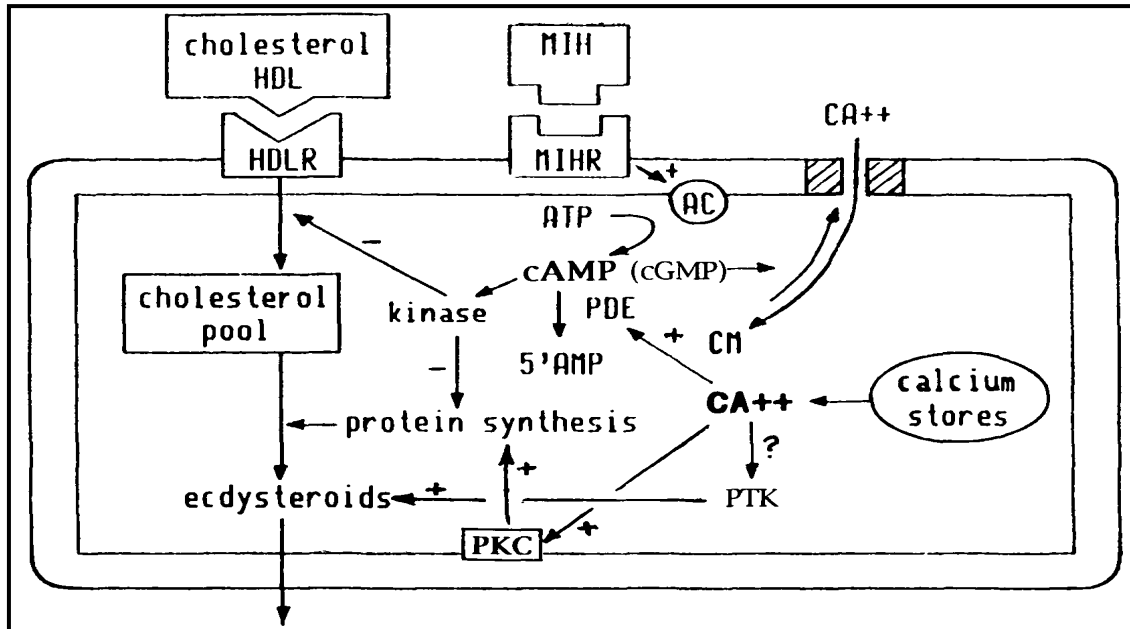 cholesterol
HDL
MIH
CA++
HDLR
MIHR
+
AC
ATP
–
cAMP (cGMP)
cholesterol
pool
kinase
PDE
+
CM
5'AMP
–
CA++
calcium
stores
protein synthesis
?
+
ecdysteroids
+
PTK
+
PKC